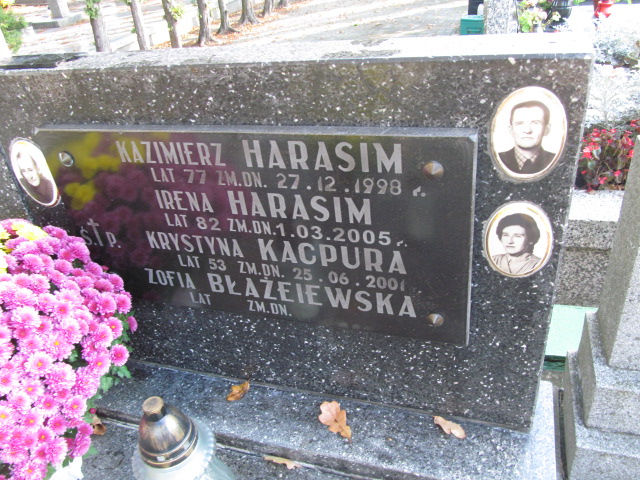 KAZIMIERZ HARASIM
LAT 77 ZM.DN. 27.12.1998 r.
IRENA HARASIM
LAT 82 ZM.DN. 1.03.2005 r.
Ś.†P.
KRYSTYNA KACPURA
LAT 53 ZM.DN. 25.06.2001
ZOFIA BŁAŻEIEWSKA
LAT ZM.DN.